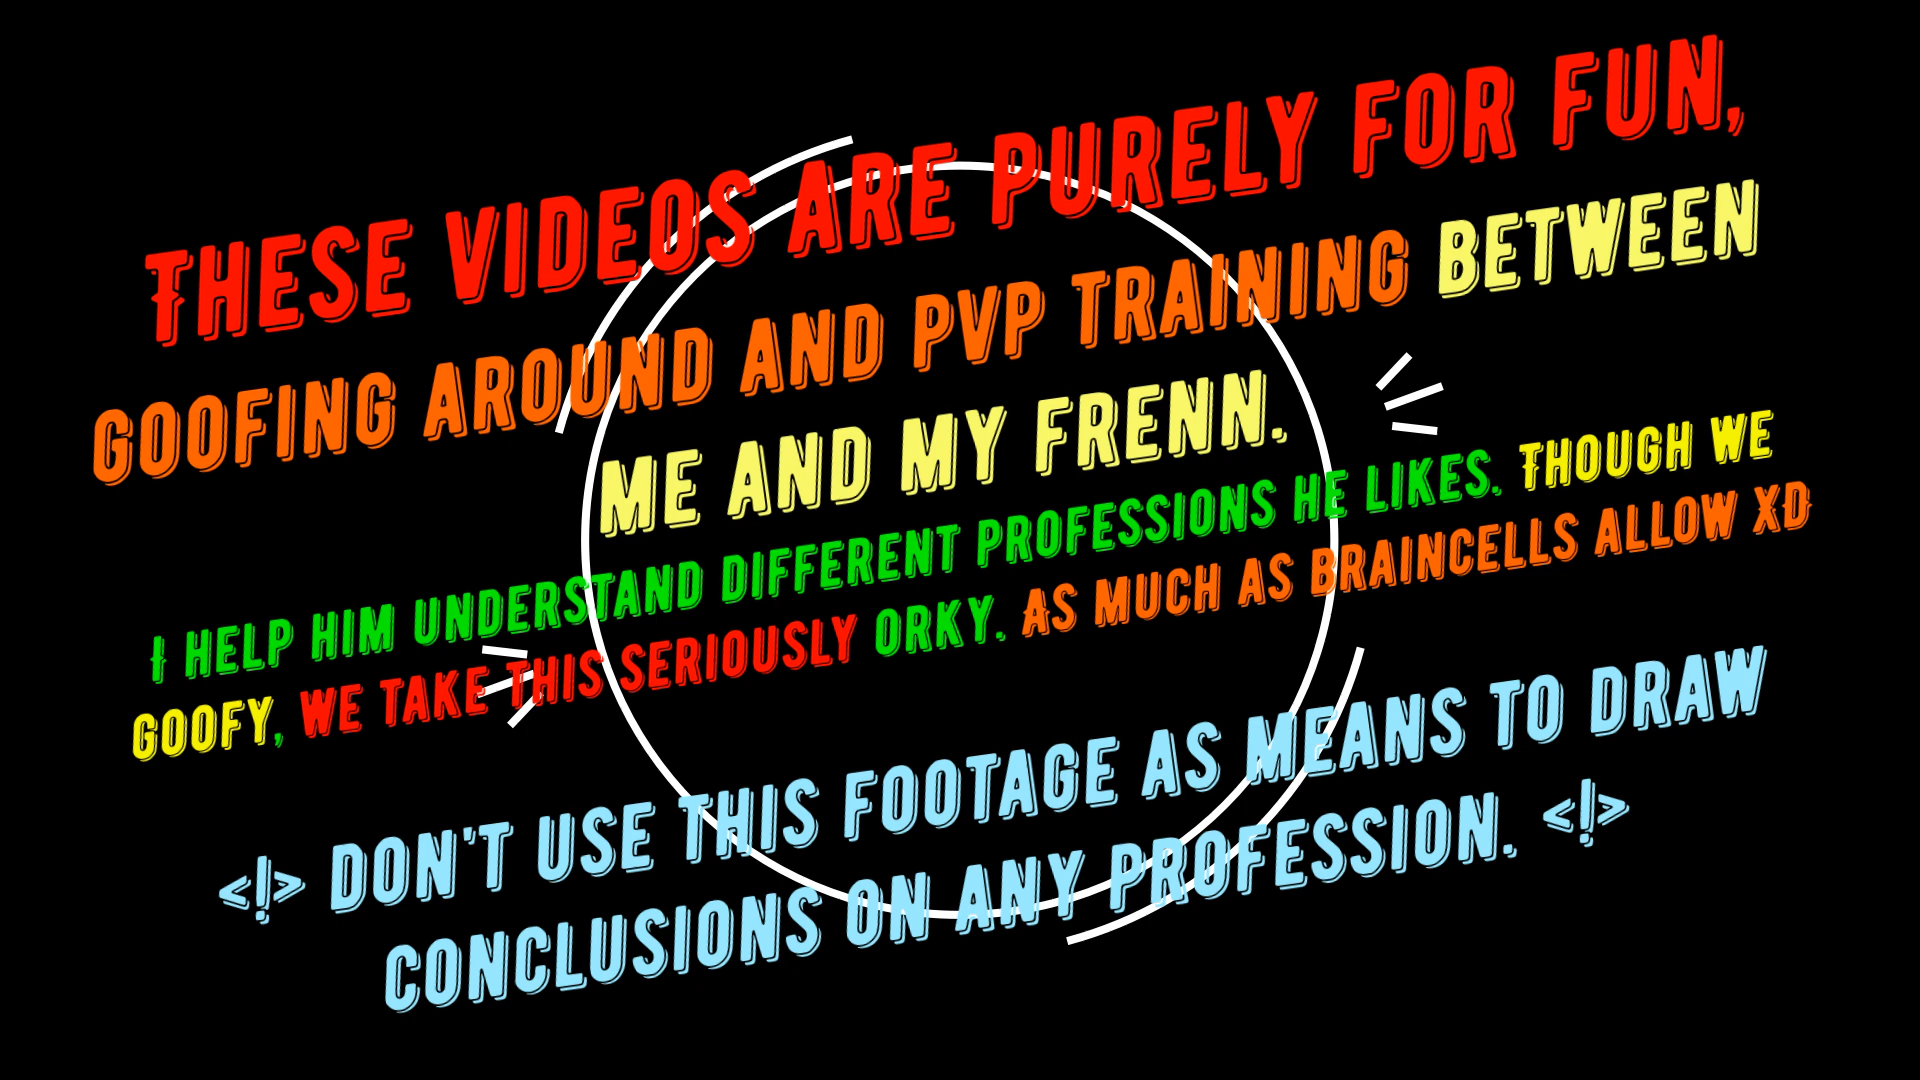 THESE VIDEOS ARE PURELY FOR FUN,
GOOFING AROUND AND PVP TRAINING BETWEEN
ME AND MY FRENN.
I HELP HIM UNDERSTAND DIFFERENT PROFESSIONS HE LIKES. THOUGH WE
GOOFY, WE TAKE THIS SERIOUSLY ORKY. AS MUCH AS BRAINCELLS ALLOW XD
<!> DON'T USE THIS FOOTAGE AS MEANS TO DRAW
CONCLUSIONS ON ANY PROFESSION. <!>